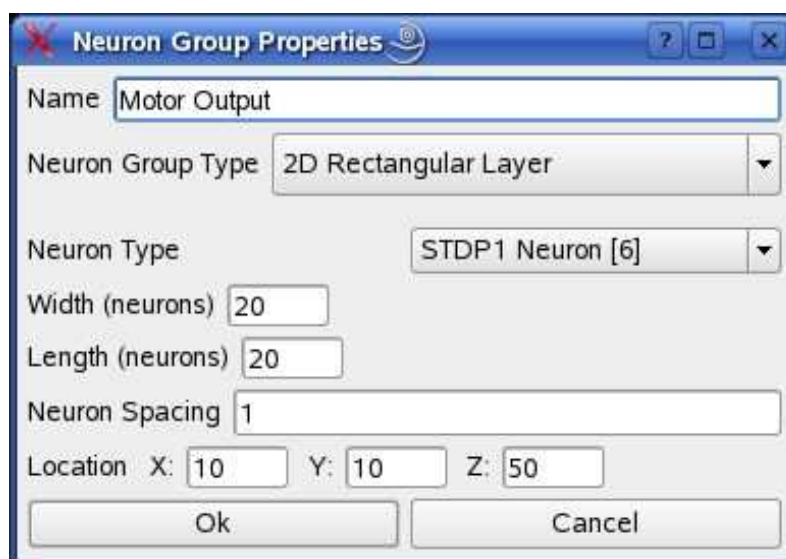 Neuron Group Properties ?
Name Motor Output
Neuron Group Type 2D Rectangular Layer
Neuron Type STDP1 Neuron [6]
Width (neurons) 20
Length (neurons) 20
Neuron Spacing 1
Location X: 10 Y: 10 Z: 50
Ok Cancel